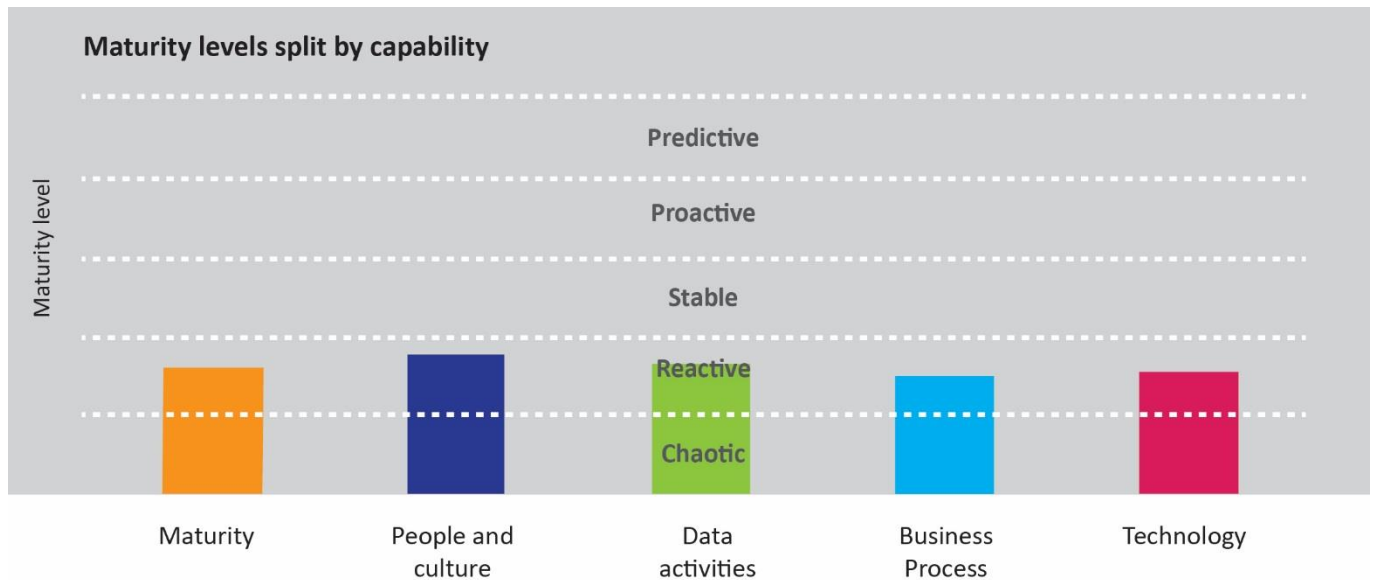 Maturity levels split by capability
Predictive
Proactive
Stable
Reactive
Chaotic
Maturity level
Maturity
People and
culture
Data
activities
Business
Process
Technology